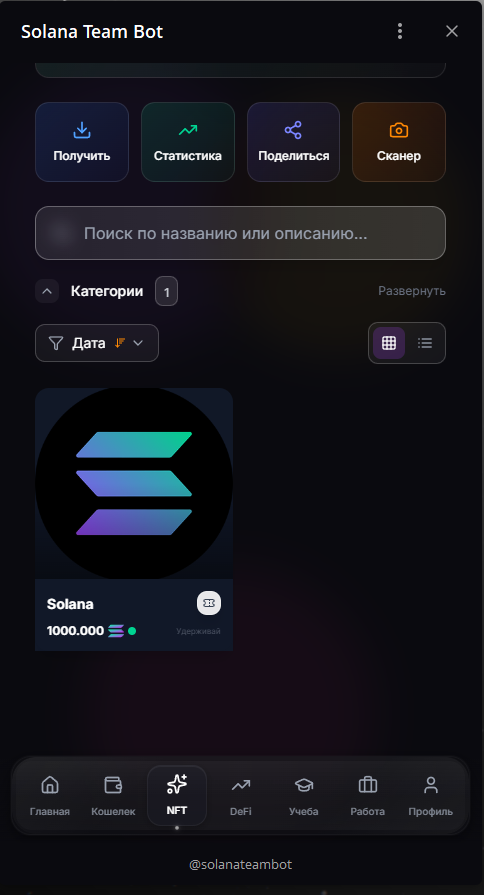 Solana Team Bot
Получить
Статистика
Поделиться
Сканер
Поиск по названию или описанию...
Категории 1 Развернуть
Дата
Solana
1000.000 Удерживай
Главная Кошелек NFT DeFi Учеба Работа Профиль
@solanateambot